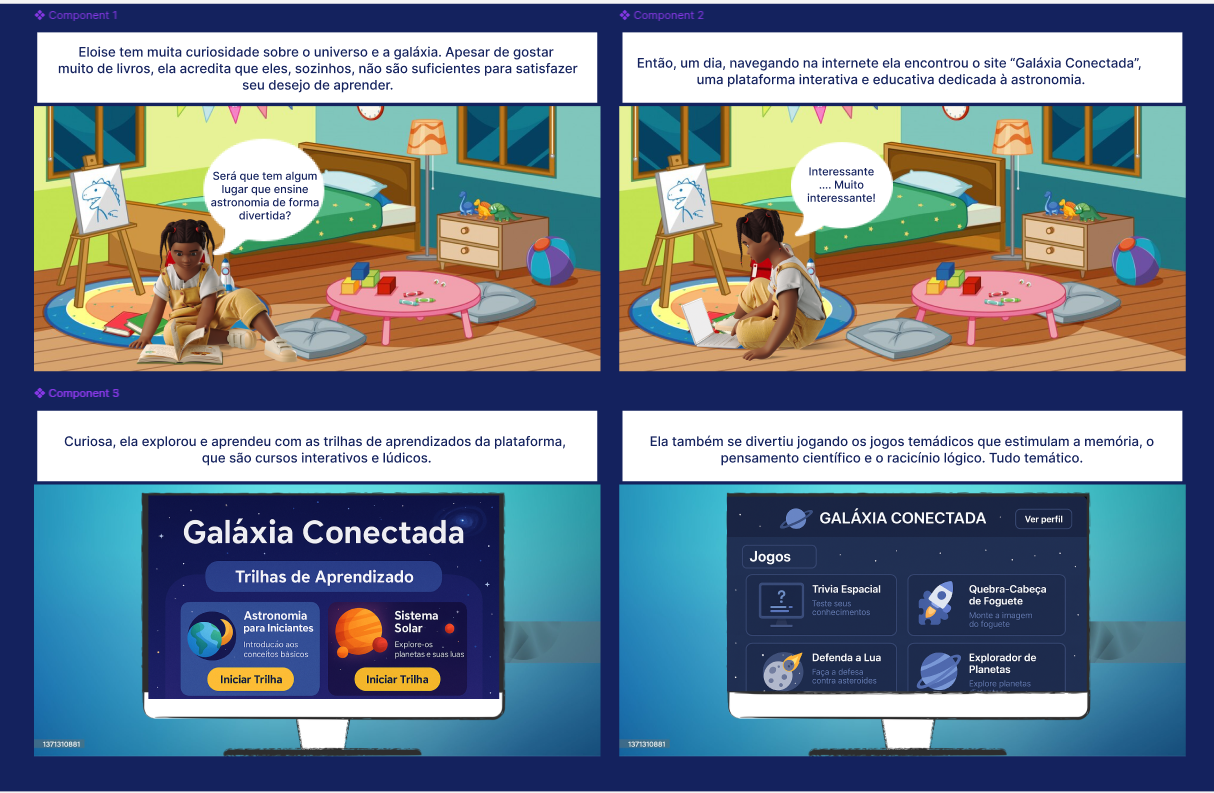 Component 1
Eloise tem muita curiosidade sobre o universo e a galáxia. Apesar de gostar
muito de livros, ela acredita que eles, sozinhos, não são suficientes para satisfazer
seu desejo de aprender.
Será que tem algum
lugar que ensine
astronomia de forma
divertida?
Component 2
Então, um dia, navegando na internete ela encontrou o site “Galáxia Conectada”,
uma plataforma interativa e educativa dedicada à astronomia.
Interessante
.... Muito
interessante!
Component S
Curiosa, ela explorou e aprendeu com as trilhas de aprendizados da plataforma,
que são cursos interativos e lúdicos.
Galáxia Conectada
Trilhas de Aprendizado
Astronomia
para Iniciantes
Introducáo aos
conceitos básicos
Iniciar Trilha
Sistema
Solar
Explore-os
planetas e suas luas
Iniciar Trilha
1371310881
Ela também se divertiu jogando os jogos temádicos que estimulam a memória, o
pensamento científico e o racicínio lógico. Tudo temático.
GALÁXIA CONECTADA
Ver perfil
Jogos
Trivia Espacial
Teste seus
conhecimentos
Quebra-Cabeça
de Foguete
Monte a imagem
do foguete
Defenda a Lua
Faça a defesa
contra asteroides
Explorador de
Planetas
Explore planetas
1371310881